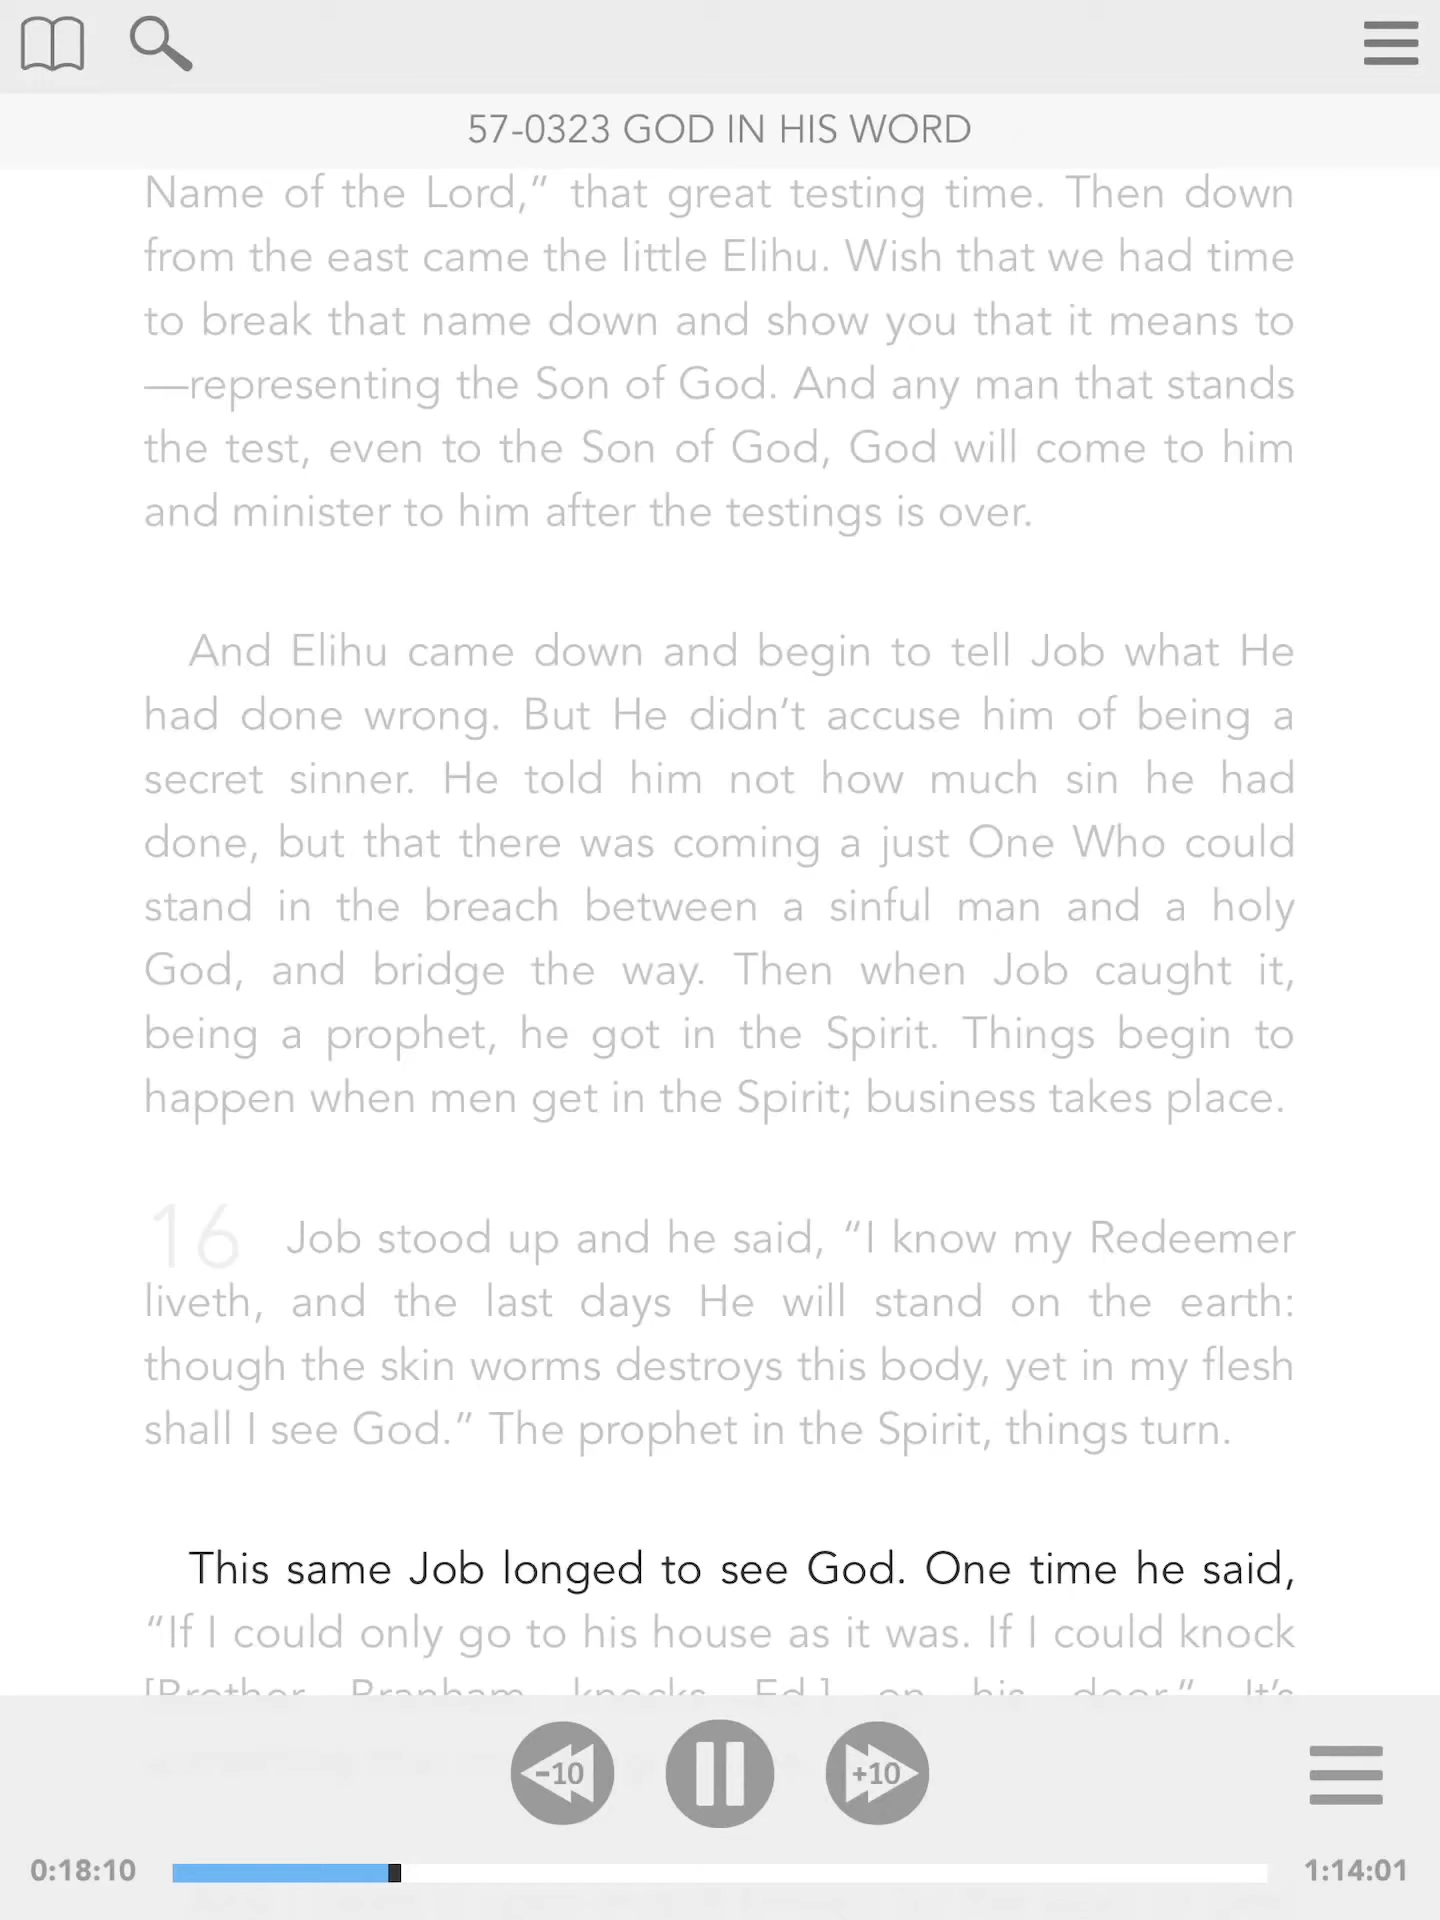 57-0323 GOD IN HIS WORD
Name of the Lord,” that great testing time. Then down
from the east came the little Elihu. Wish that we had time
to break that name down and show you that it means to
—representing the Son of God. And any man that stands
the test, even to the Son of God, God will come to him
and minister to him after the testings is over.
And Elihu came down and begin to tell Job what He
had done wrong. But He didn’t accuse him of being a
secret sinner. He told him not how much sin he had
done, but that there was coming a just One Who could
stand in the breach between a sinful man and a holy
God, and bridge the way. Then when Job caught it,
being a prophet, he got in the Spirit. Things begin to
happen when men get in the Spirit; business takes place.
16 Job stood up and he said, “I know my Redeemer
liveth, and the last days He will stand on the earth:
though the skin worms destroys this body, yet in my flesh
shall I see God.” The prophet in the Spirit, things turn.
This same Job longed to see God. One time he said,
“If I could only go to his house as it was. If I could knock
[Brother Branham knocks—Ed.] on his door.” It’s
-10
+10
0:18:10
1:14:01